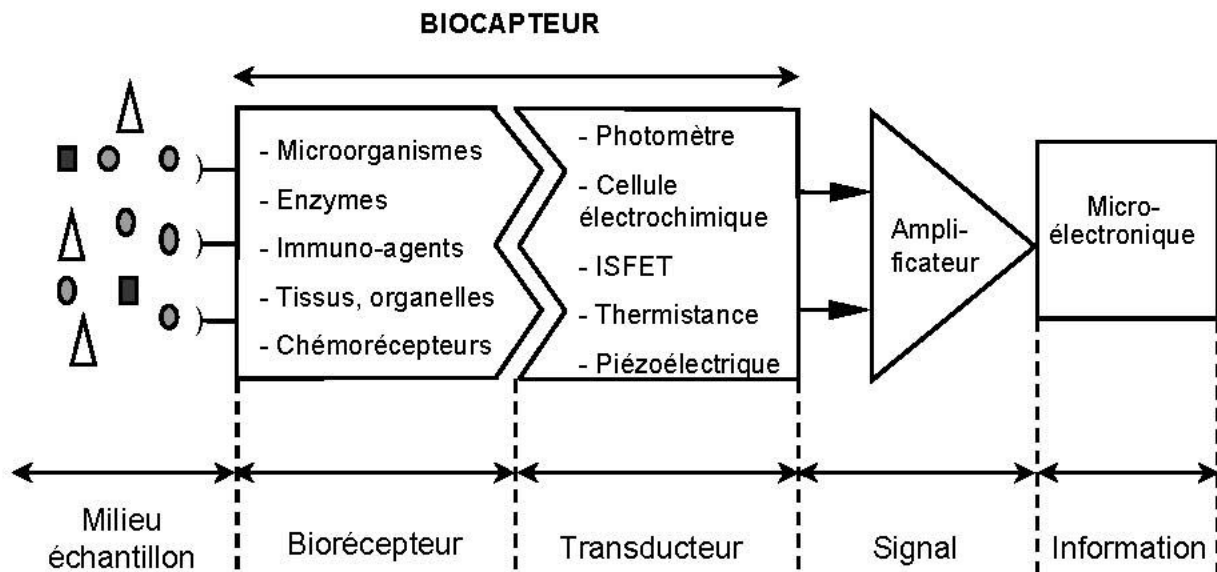 BIOCAPTEUR
- Microorganismes
- Enzymes
- Immuno-agents
- Tissus, organelles
- Chémorécepteurs
- Photomètre
- Cellule
électrochimique
- ISFET
- Thermistance
- Piézoélectrique
Ampli-
ficateur
Micro-
électronique
Milieu
échantillon
Biorécepteur
Transducteur
Signal
Information